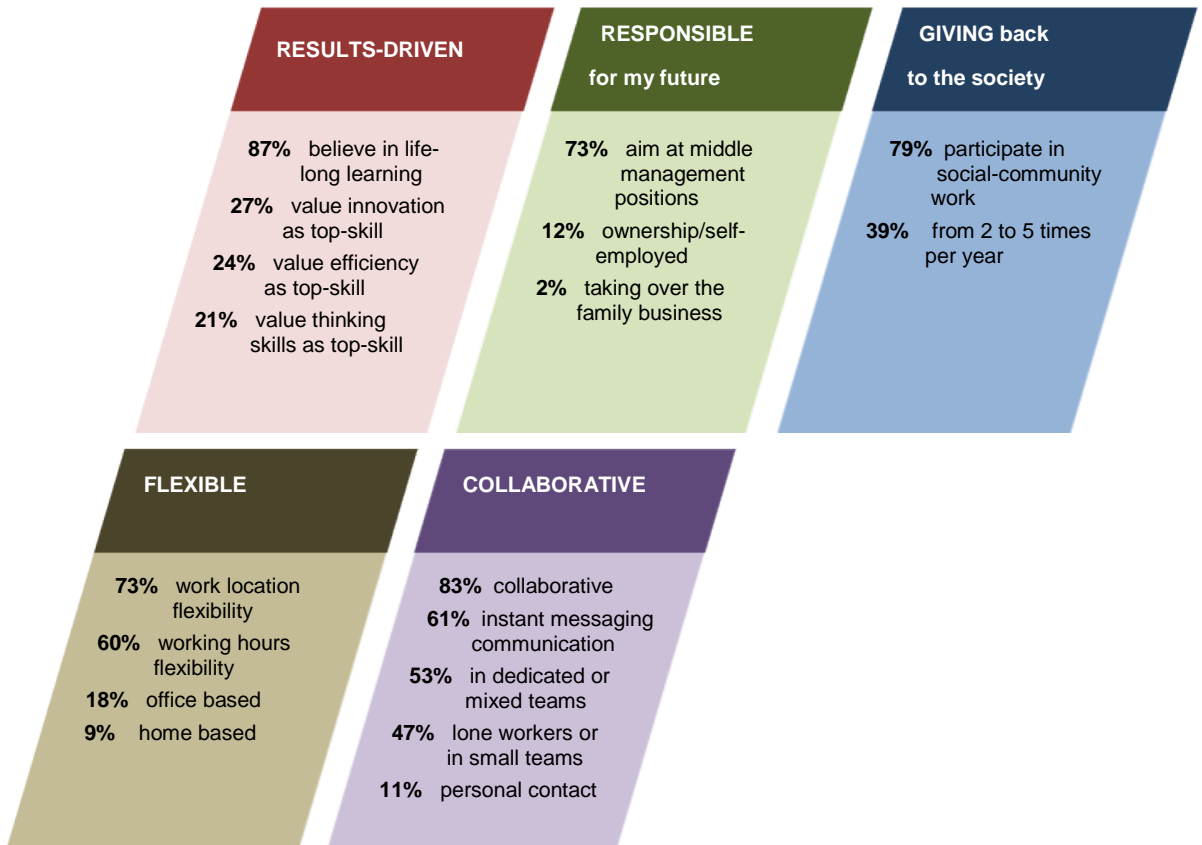 RESULTS-DRIVEN
87% believe in life-
long learning
27% value innovation
as top-skill
24% value efficiency
as top-skill
21% value thinking
skills as top-skill
RESPONSIBLE
for my future
73% aim at middle
management
positions
12% ownership/self-
employed
2% taking over the
family business
GIVING back
to the society
79% participate in
social-community
work
39% from 2 to 5 times
per year
FLEXIBLE
73% work location
flexibility
60% working hours
flexibility
18% office based
9% home based
COLLABORATIVE
83% collaborative
61% instant messaging
communication
53% in dedicated or
mixed teams
47% lone workers or
in small teams
11% personal contact